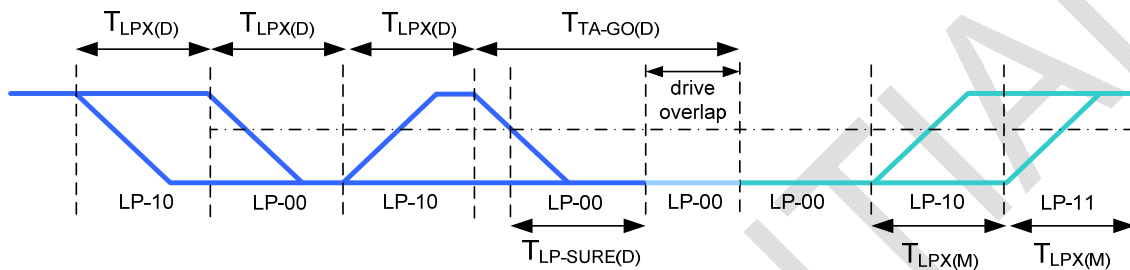 TLPX(D) TLPX(D) TLPX(D) TTA-GO(D)
drive
overlap
LP-10 LP-00 LP-10 LP-00 LP-00 LP-00 LP-10 LP-11
TLP-SURE(D) TLPX(M) TLPX(M)